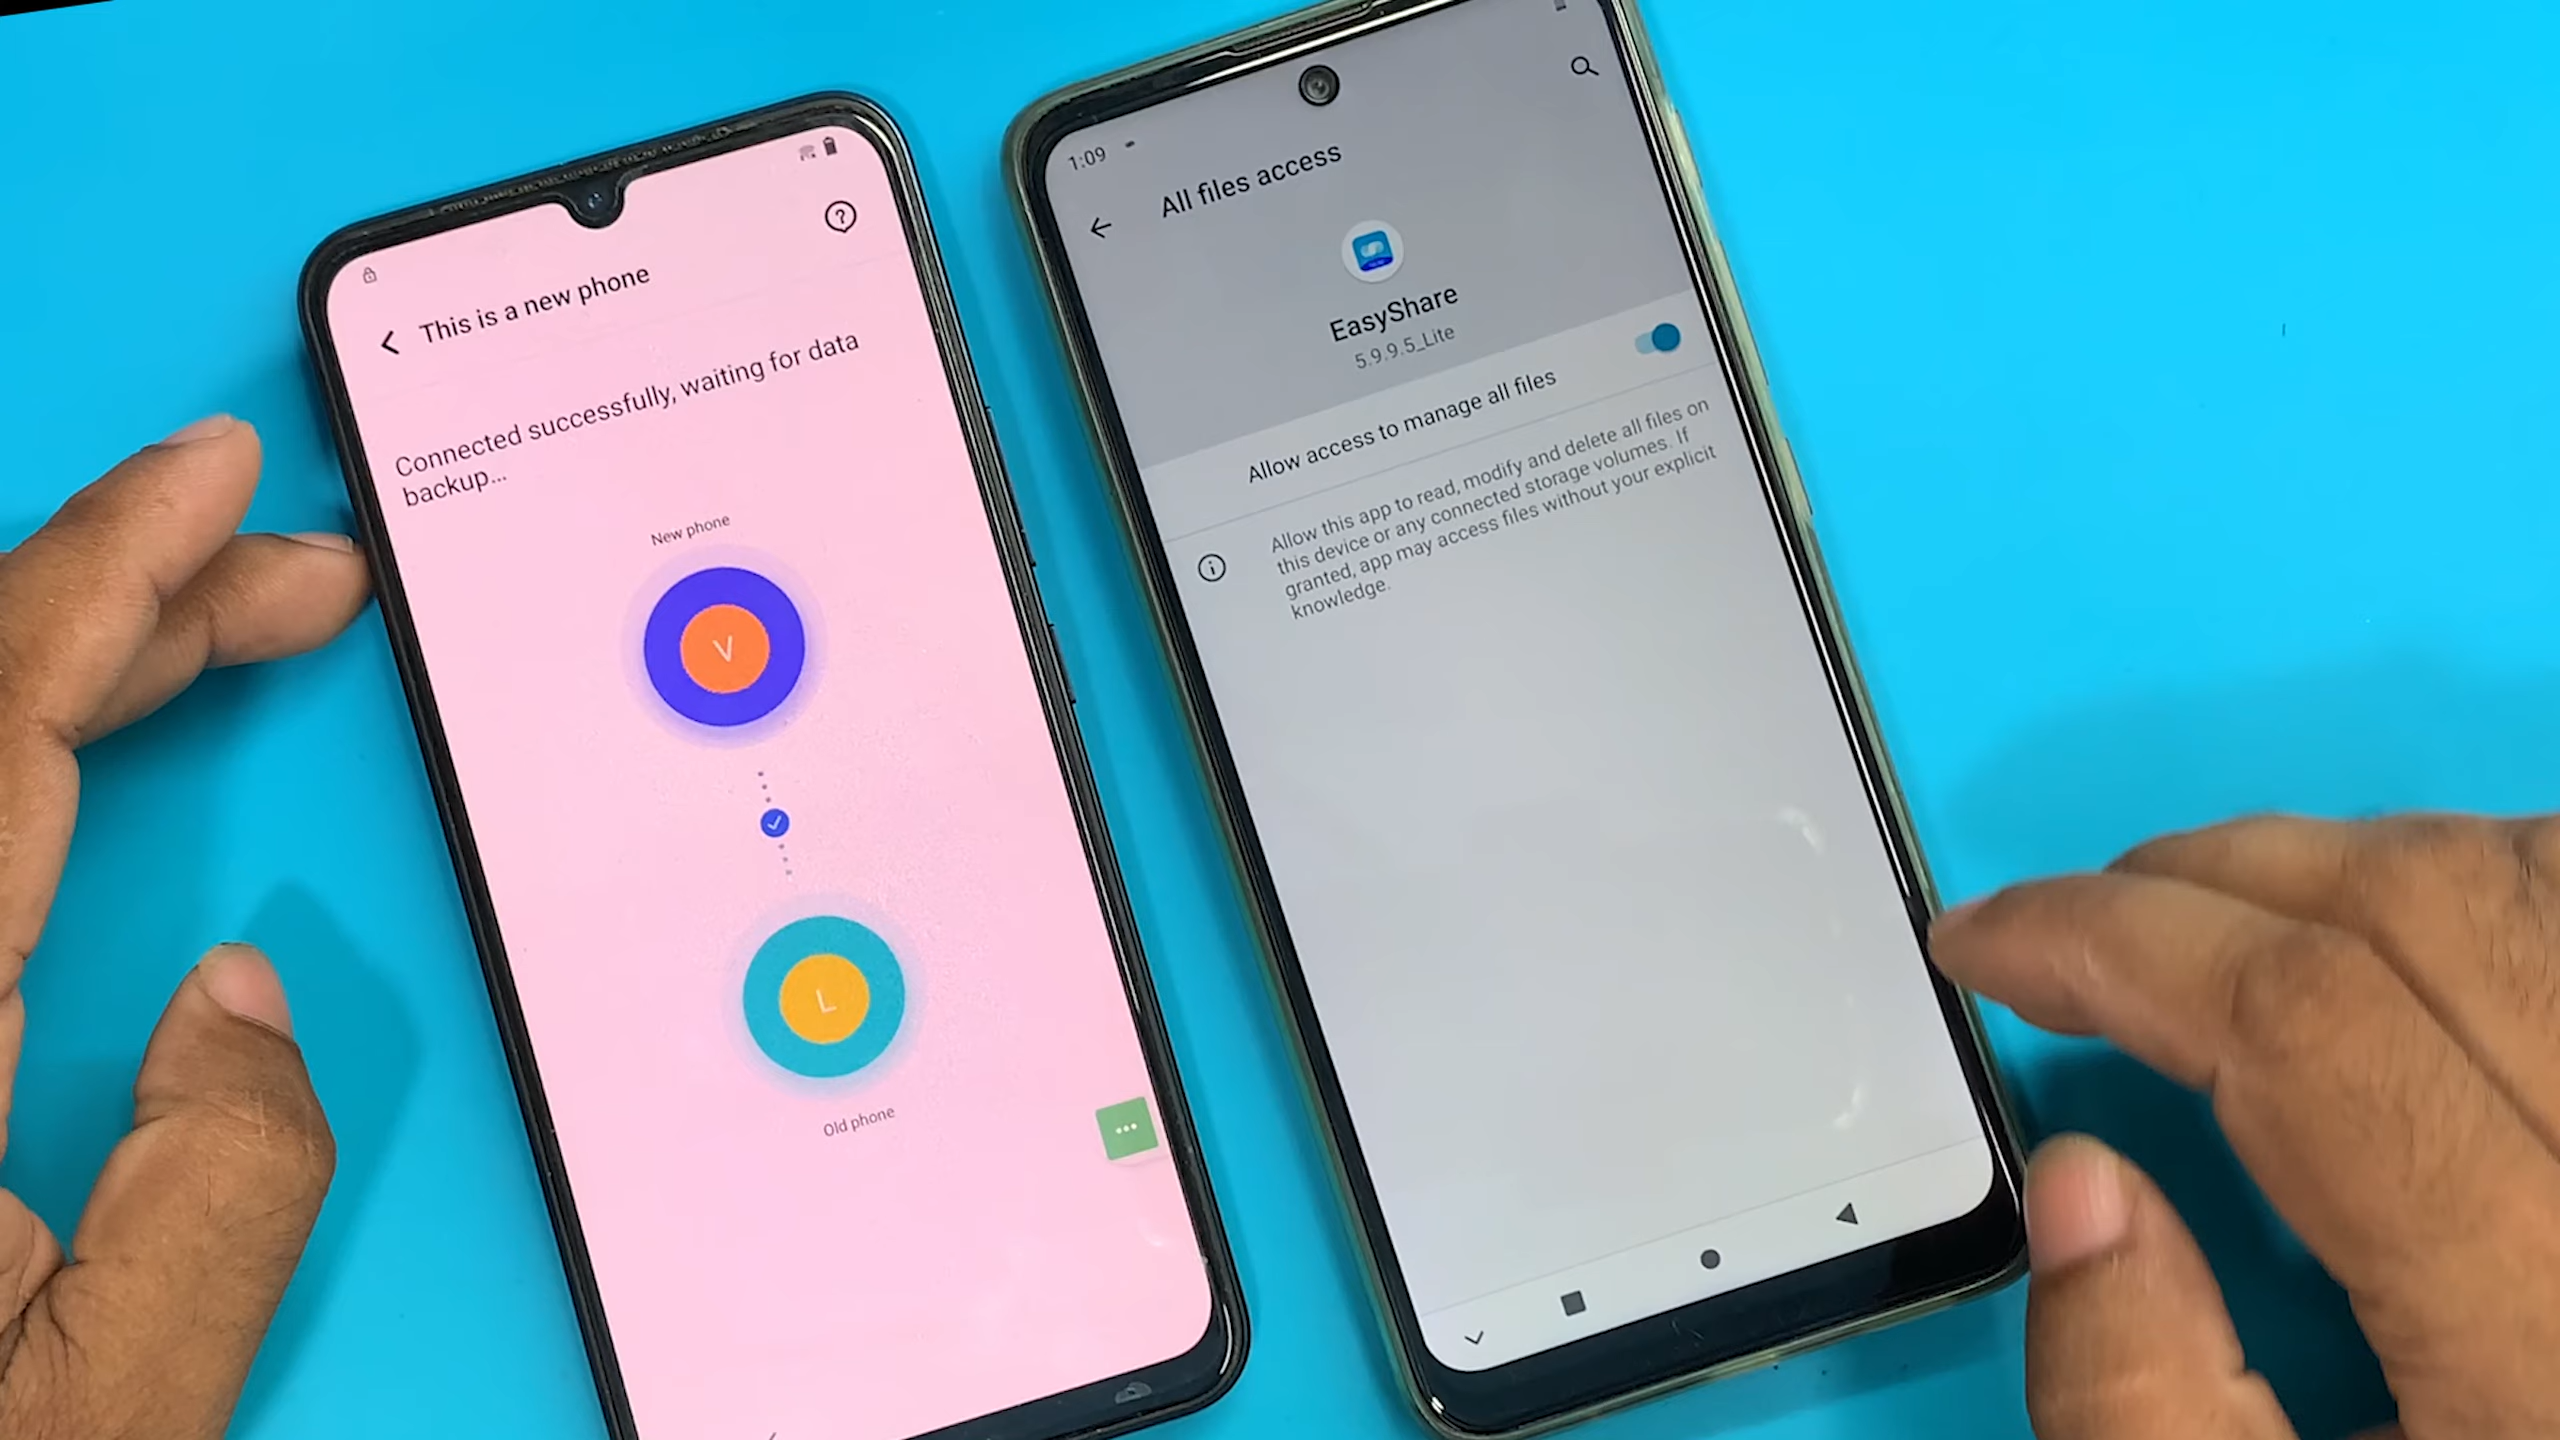 This is a new phone
Connected successfully, waiting for data
backup...
New phone
V
L
Old phone
1:09
All files access
EasyShare
5.9.9.5_Lite
Allow access to manage all files
Allow this app to read, modify and delete all files on
this device or any connected storage volumes. If
granted, app may access files without your explicit
knowledge.